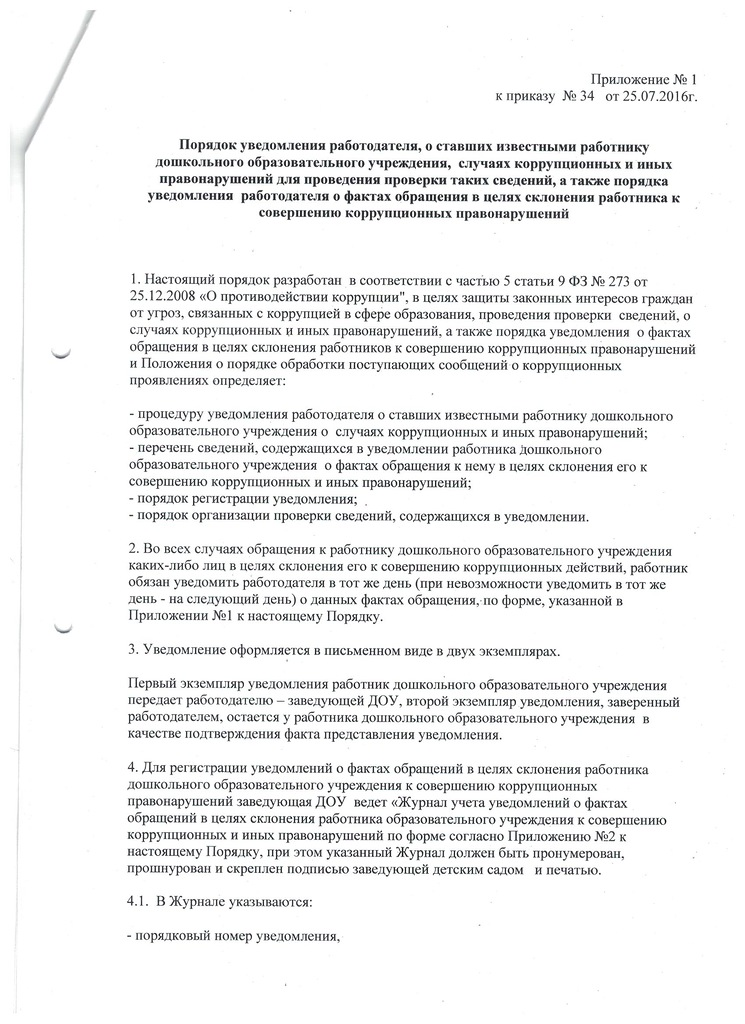 Приложение № 1
к приказу № 34 от 25.07.2016г.
Порядок уведомления работодателя, о ставших известными работнику
дошкольного образовательного учреждения, случаях коррупционных и иных
правонарушений для проведения проверки таких сведений, а также порядка
уведомления работодателя о фактах обращения в целях склонения работника к
совершению коррупционных правонарушений
1. Настоящий порядок разработан в соответствии с частью 5 статьи 9 ФЗ № 273 от
25.12.2008 «О противодействии коррупции", в целях защиты законных интересов граждан
от угроз, связанных с коррупцией в сфере образования, проведения проверки сведений, о
случаях коррупционных и иных правонарушений, а также порядка уведомления о фактах
обращения в целях склонения работников к совершению коррупционных правонарушений
и Положения о порядке обработки поступающих сообщений о коррупционных
проявлениях определяет:
- процедуру уведомления работодателя о ставших известными работнику дошкольного
образовательного учреждения о случаях коррупционных и иных правонарушений;
- перечень сведений, содержащихся в уведомлении работника дошкольного
образовательного учреждения о фактах обращения к нему в целях склонения его к
совершению коррупционных и иных правонарушений;
- порядок регистрации уведомления;
- порядок организации проверки сведений, содержащихся в уведомлении.
2. Во всех случаях обращения к работнику дошкольного образовательного учреждения
каких-либо лиц в целях склонения его к совершению коррупционных действий, работник
обязан уведомить работодателя в тот же день (при невозможности уведомить в тот же
день - на следующий день) о данных фактах обращения, по форме, указанной в
Приложении №1 к настоящему Порядку.
3. Уведомление оформляется в письменном виде в двух экземплярах.
Первый экземпляр уведомления работник дошкольного образовательного учреждения
передает работодателю – заведующей ДОУ, второй экземпляр уведомления, заверенный
работодателем, остается у работника дошкольного образовательного учреждения в
качестве подтверждения факта представления уведомления.
4. Для регистрации уведомлений о фактах обращений в целях склонения работника
дошкольного образовательного учреждения к совершению коррупционных
правонарушений заведующая ДОУ ведет «Журнал учета уведомлений о фактах
обращений в целях склонения работника образовательного учреждения к совершению
коррупционных и иных правонарушений по форме согласно Приложению №2 к
настоящему Порядку, при этом указанный Журнал должен быть пронумерован,
прошнурован и скреплен подписью заведующей детским садом и печатью.
4.1. В Журнале указываются:
- порядковый номер уведомления,